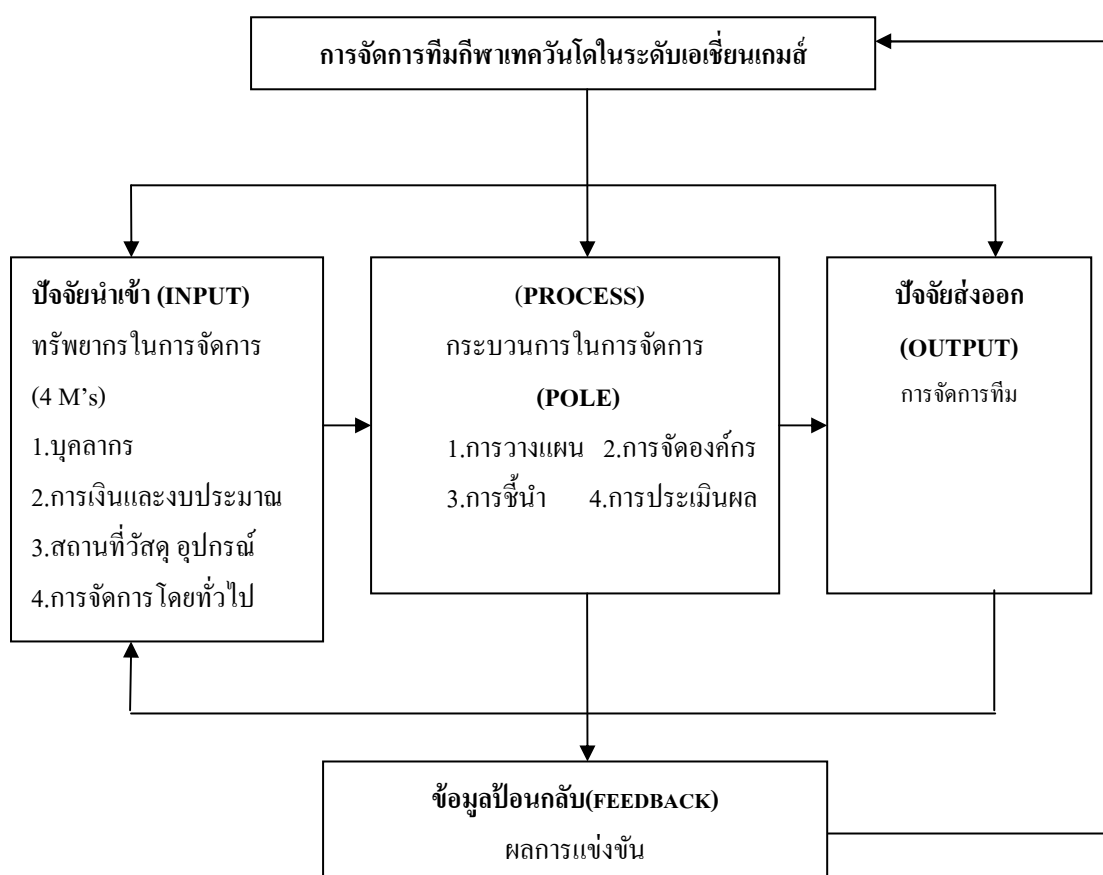 การจัดการทีมกีฬาเทควันโดในระดับเอเชี่ยนเกมส์
ปัจจัยนำเข้า (INPUT)
ทรัพยากรในการจัดการ
(4 M’s)
1.บุคลากร
2.การเงินและงบประมาณ
3.สถานที่วัสดุ อุปกรณ์
4.การจัดการโดยทั่วไป
(PROCESS)
กระบวนการในการจัดการ
(POLE)
1.การวางแผน 2.การจัดองค์กร
3.การชี้นำ 4.การประเมินผล
ปัจจัยส่งออก
(OUTPUT)
การจัดการทีม
ข้อมูลป้อนกลับ(FEEDBACK)
ผลการแข่งขัน